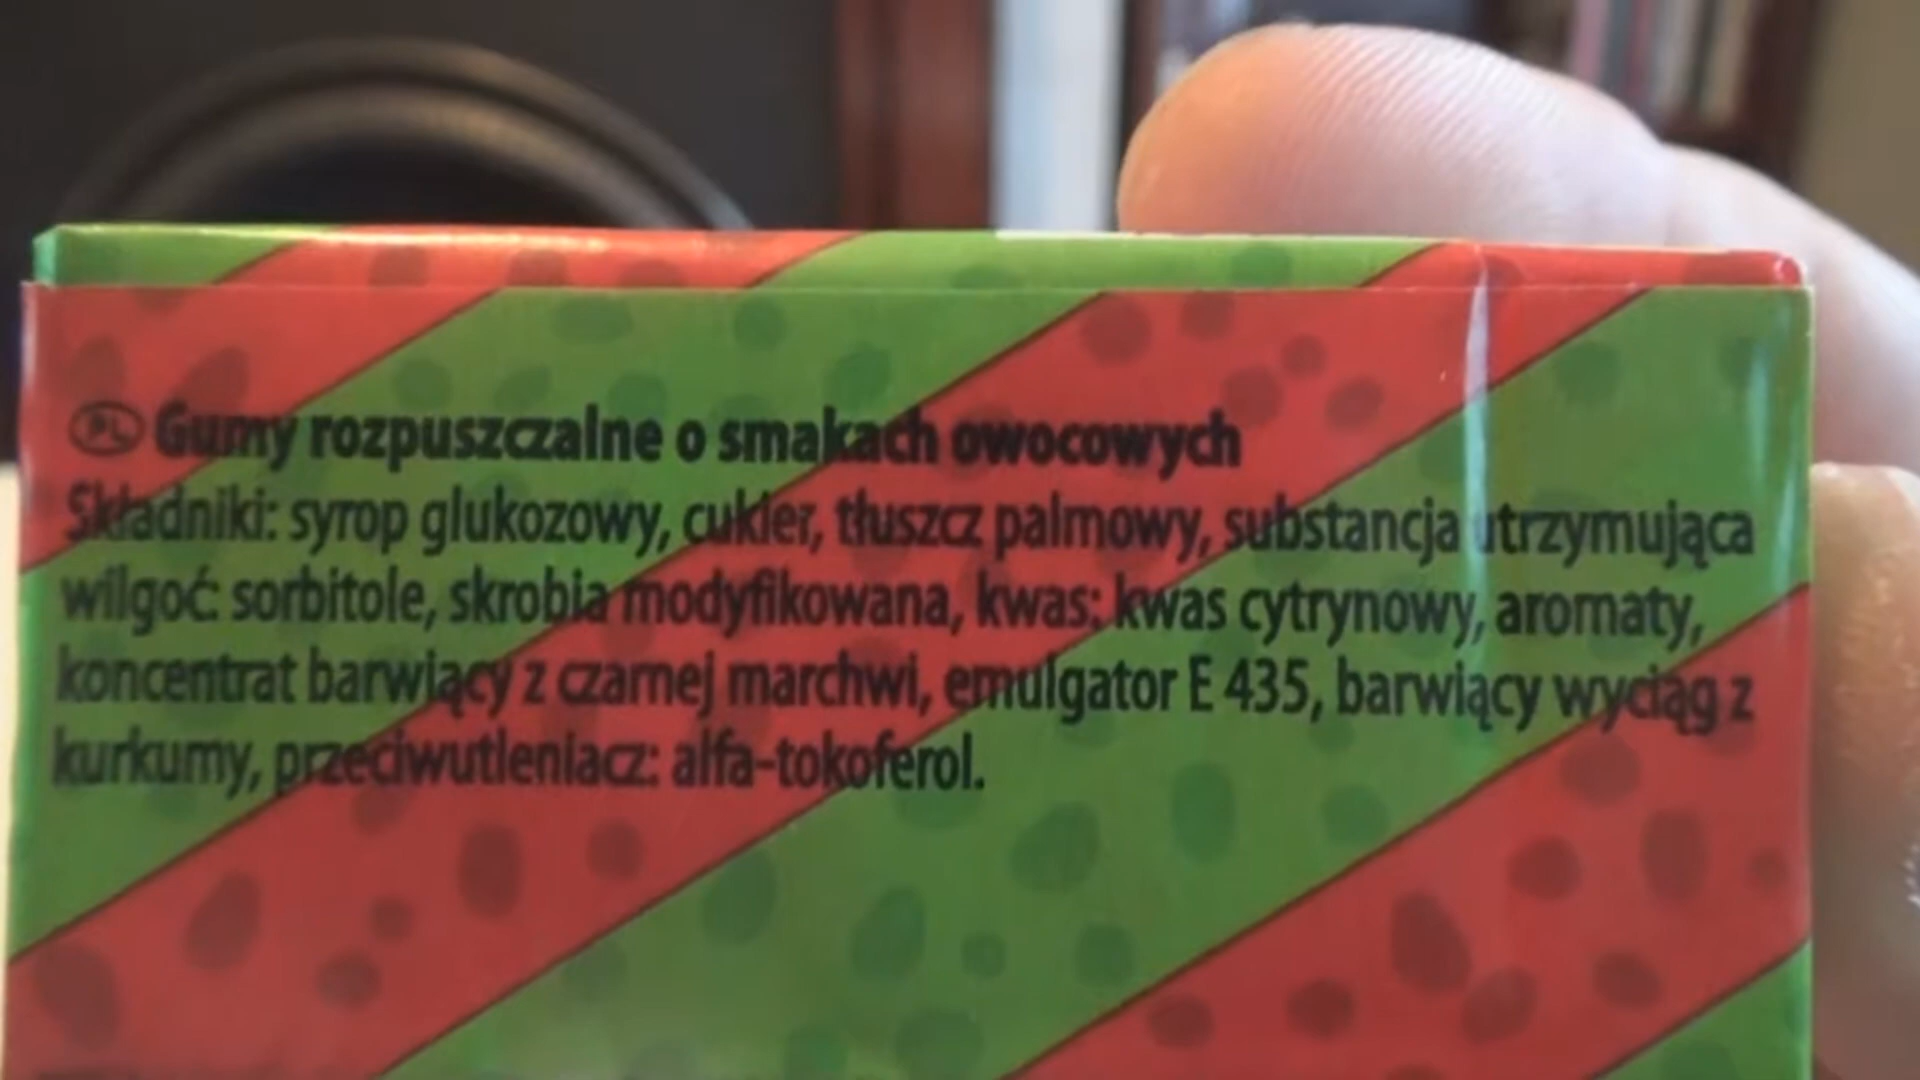 PL Gumy rozpuszczalne o smakach owocowych
Składniki: syrop glukozowy, cukier, tłuszcz palmowy, substancja utrzymująca
wilgoć: sorbitole, skrobia modyfikowana, kwas: kwas cytrynowy, aromaty,
koncentrat barwiący z czarnej marchwi, emulgator E 435, barwiący wyciąg z
kurkumy, przeciwutleniacz: alfa-tokoferol.